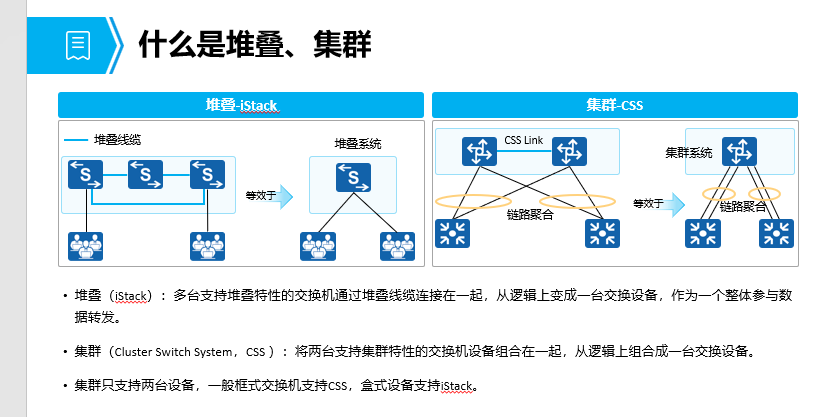 什么是堆叠、集群
堆叠-iStack
集群-CSS
堆叠线缆
堆叠系统
S
S
S
S
等效于
CSS Link
集群系统
链路聚合
等效于
链路聚合
• 堆叠（iStack）：多台支持堆叠特性的交换机通过堆叠线缆连接在一起，从逻辑上变成一台交换设备，作为一个整体参与数
据转发。
• 集群（Cluster Switch System，CSS ）：将两台支持集群特性的交换机设备组合在一起，从逻辑上组合成一台交换设备。
• 集群只支持两台设备，一般框式交换机支持CSS，盒式设备支持iStack。